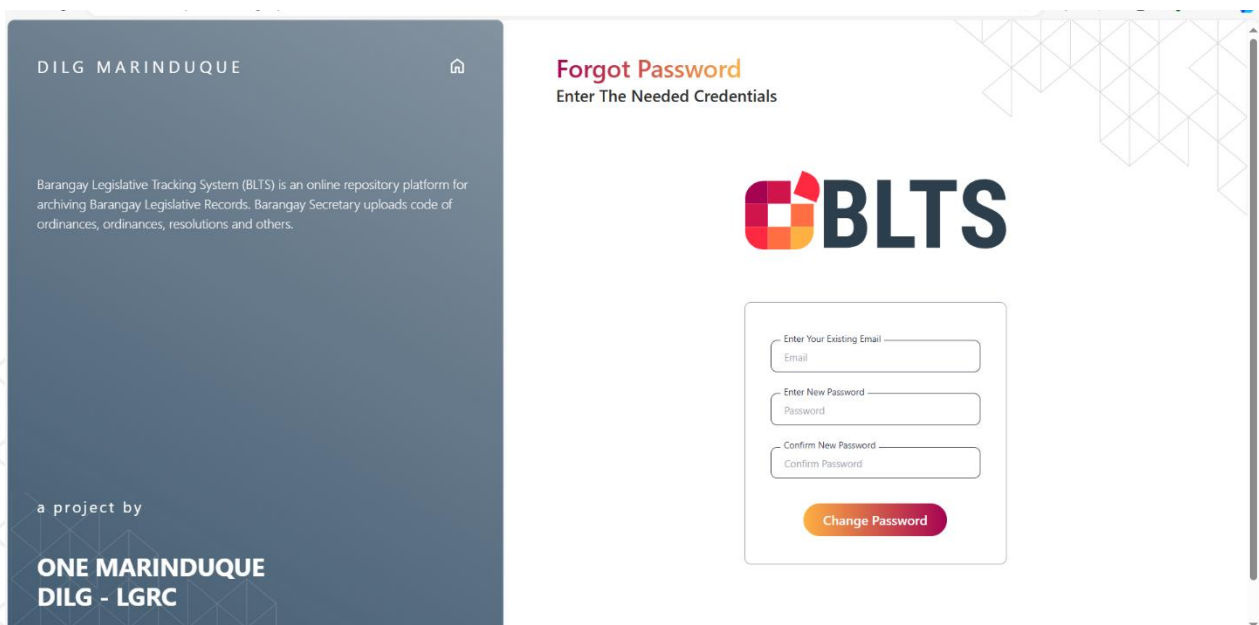 DILG MARINDUQUE
Barangay Legislative Tracking System (BLTS) is an online repository platform for
archiving Barangay Legislative Records. Barangay Secretary uploads code of
ordinances, ordinances, resolutions and others.
a project by
ONE MARINDUQUE
DILG - LGRC
Forgot Password
Enter The Needed Credentials
BLTS
Enter Your Existing Email
Email
Enter New Password
Password
Confirm New Password
Confirm Password
Change Password